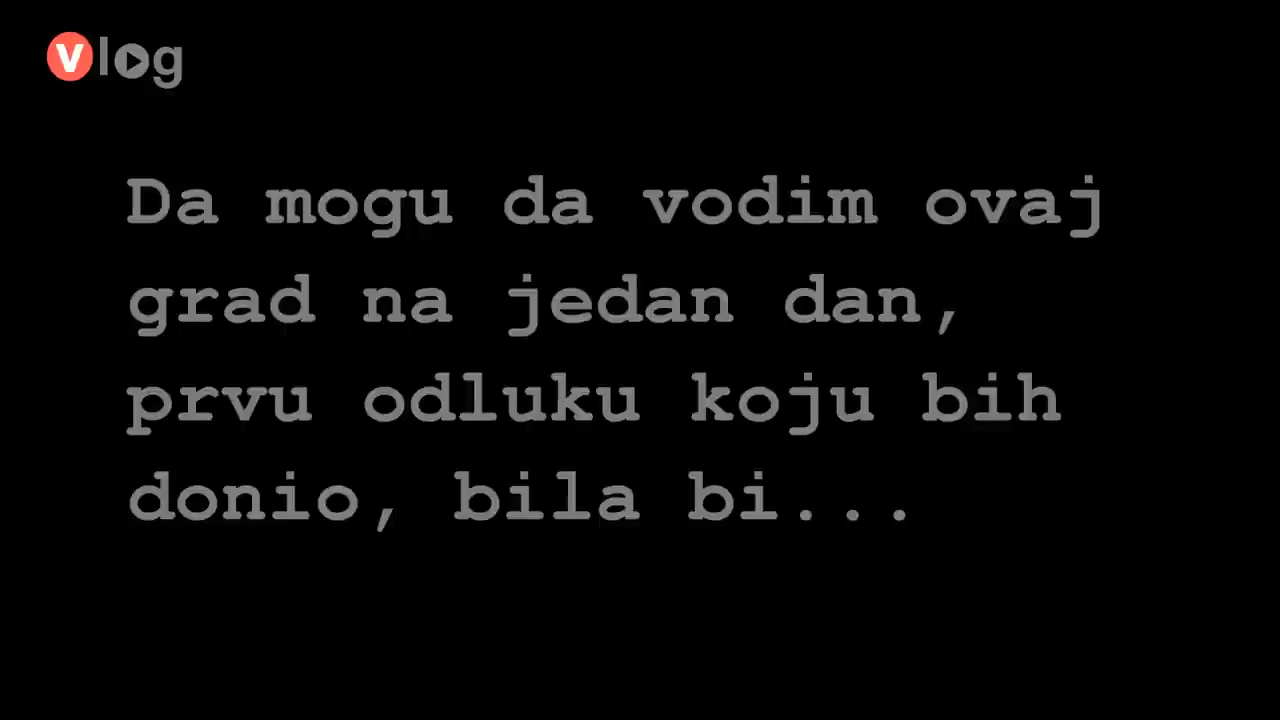 vlog
Da mogu da vodim ovaj
grad na jedan dan,
prvu odluku koju bih
donio, bila bi...